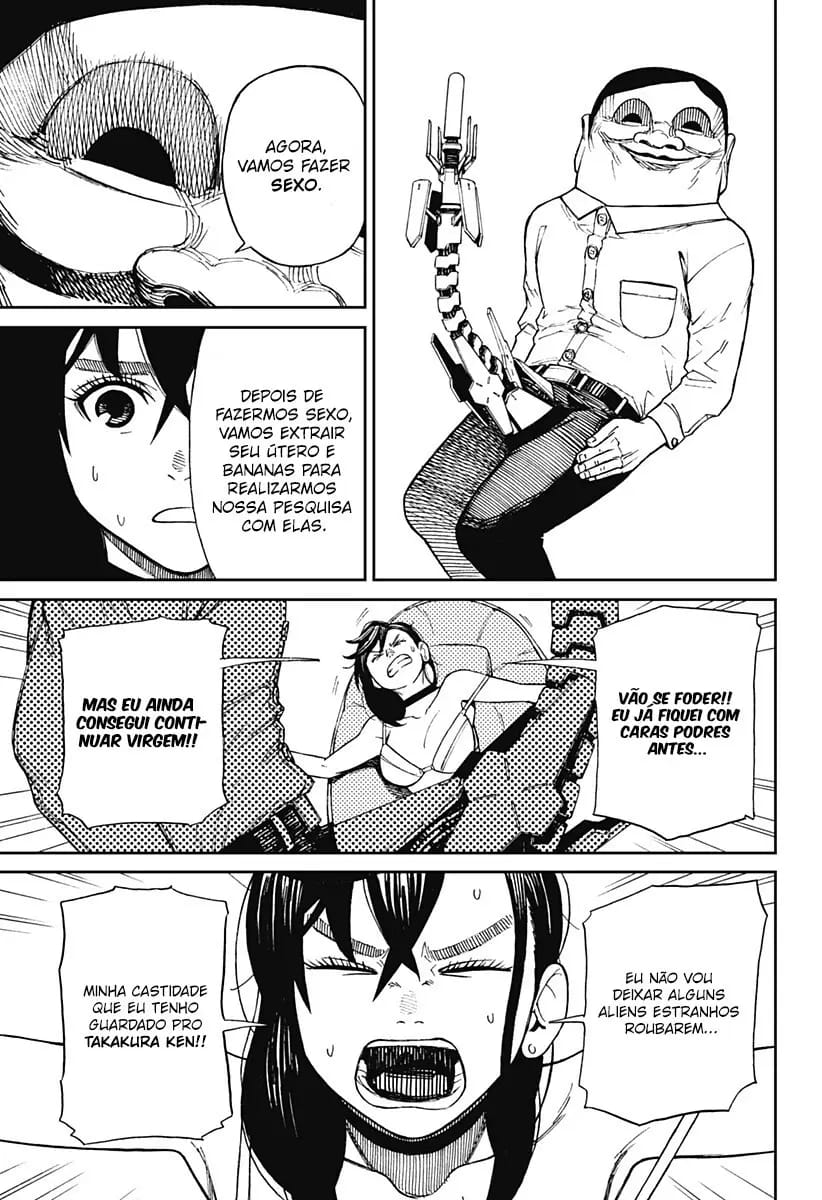 AGORA,
VAMOS FAZER
SEXO.
DEPOIS DE
FAZERMOS SEXO,
VAMOS EXTRAIR
SEU ÚTERO E
BANANAS PARA
REALIZARMOS
NOSSA PESQUISA
COM ELAS.
VÃO SE FODER!!
EU JÁ FIQUEI COM
CARAS PODRES
ANTES...
MAS EU AINDA
CONSEGUI CONTI-
NUAR VIRGEM!!
EU NÃO VOU
DEIXAR ALGUNS
ALIENS ESTRANHOS
ROUBAREM...
MINHA CASTIDADE
QUE EU TENHO
GUARDADO PRO
TAKAKURA KEN!!